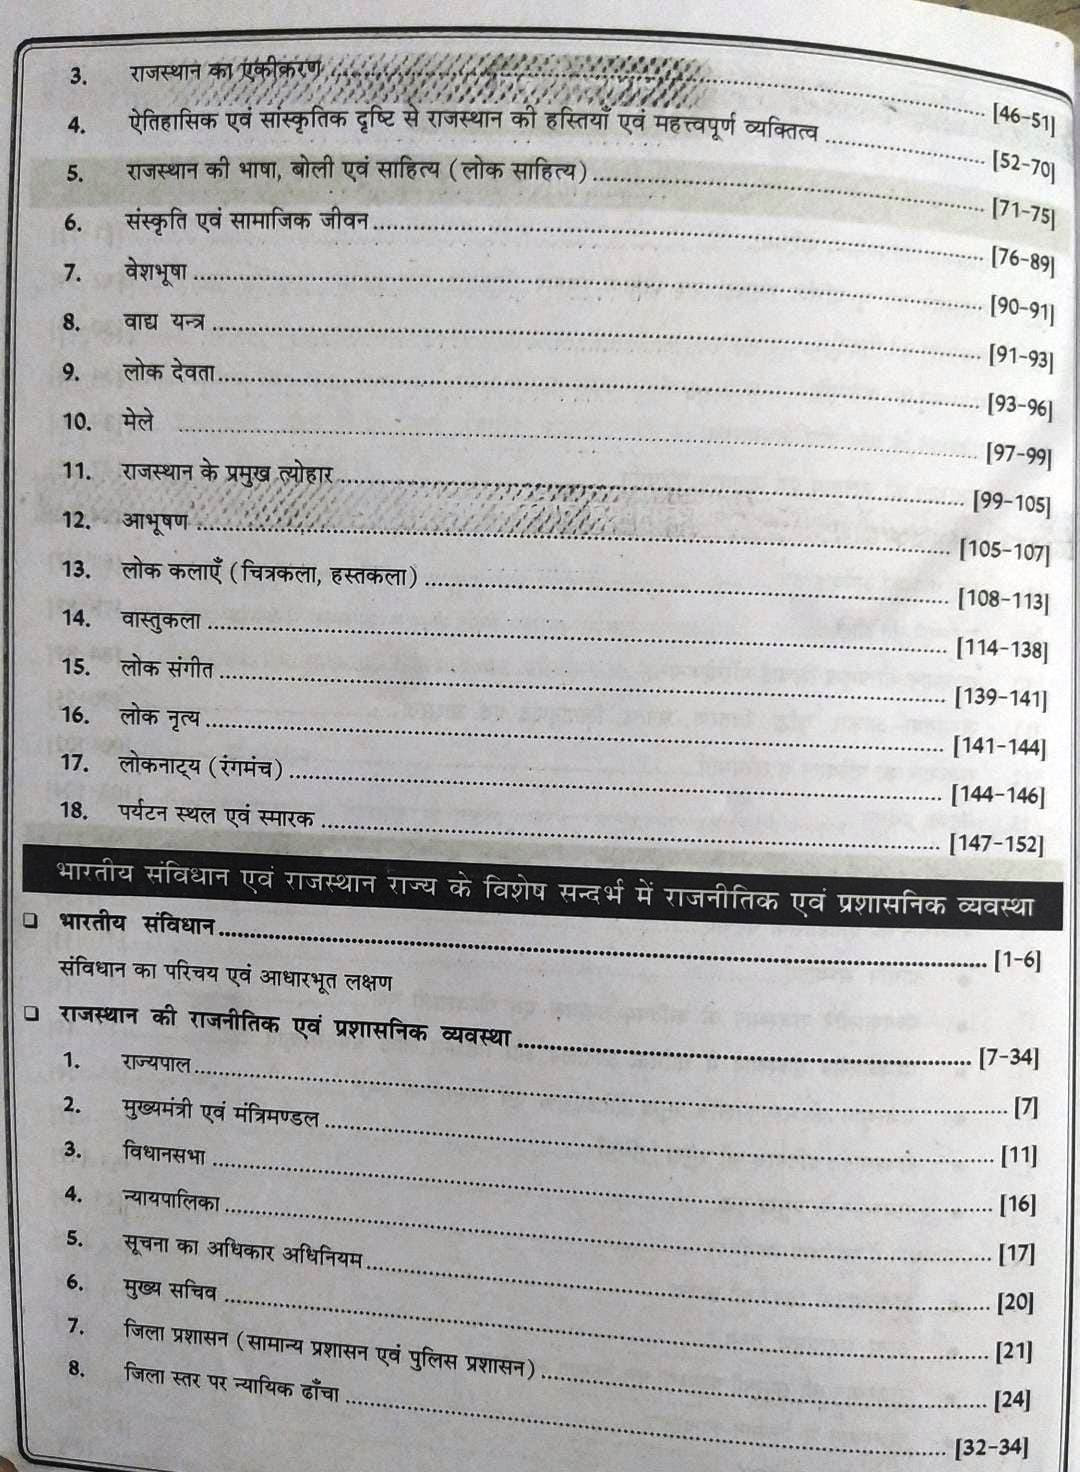 3. राजस्थान का एकीकरण ........ [46-51]
4. ऐतिहासिक एवं सांस्कृतिक दृष्टि से राजस्थान की हस्तियाँ एवं महत्त्वपूर्ण व्यक्तित्व ........ [52-70]
5. राजस्थान की भाषा, बोली एवं साहित्य (लोक साहित्य) ........ [71-75]
6. संस्कृति एवं सामाजिक जीवन ........ [76-89]
7. वेशभूषा ........ [90-91]
8. वाद्य यन्त्र ........ [91-93]
9. लोक देवता ........ [93-96]
10. मेले ........ [97-99]
11. राजस्थान के प्रमुख त्योहार ........ [99-105]
12. आभूषण ........ [105-107]
13. लोक कलाएँ (चित्रकला, हस्तकला) ........ [108-113]
14. वास्तुकला ........ [114-138]
15. लोक संगीत ........ [139-141]
16. लोक नृत्य ........ [141-144]
17. लोकनाट्य (रंगमंच) ........ [144-146]
18. पर्यटन स्थल एवं स्मारक ........ [147-152]
भारतीय संविधान एवं राजस्थान राज्य के विशेष सन्दर्भ में राजनीतिक एवं प्रशासनिक व्यवस्था
❑ भारतीय संविधान ........ [1-6]
संविधान का परिचय एवं आधारभूत लक्षण
❑ राजस्थान की राजनीतिक एवं प्रशासनिक व्यवस्था ........ [7-34]
1. राज्यपाल ........ [7]
2. मुख्यमंत्री एवं मंत्रिमण्डल ........ [11]
3. विधानसभा ........ [16]
4. न्यायपालिका ........ [17]
5. सूचना का अधिकार अधिनियम ........ [20]
6. मुख्य सचिव ........ [21]
7. जिला प्रशासन (सामान्य प्रशासन एवं पुलिस प्रशासन) ........ [24]
8. जिला स्तर पर न्यायिक ढाँचा ........ [32-34]